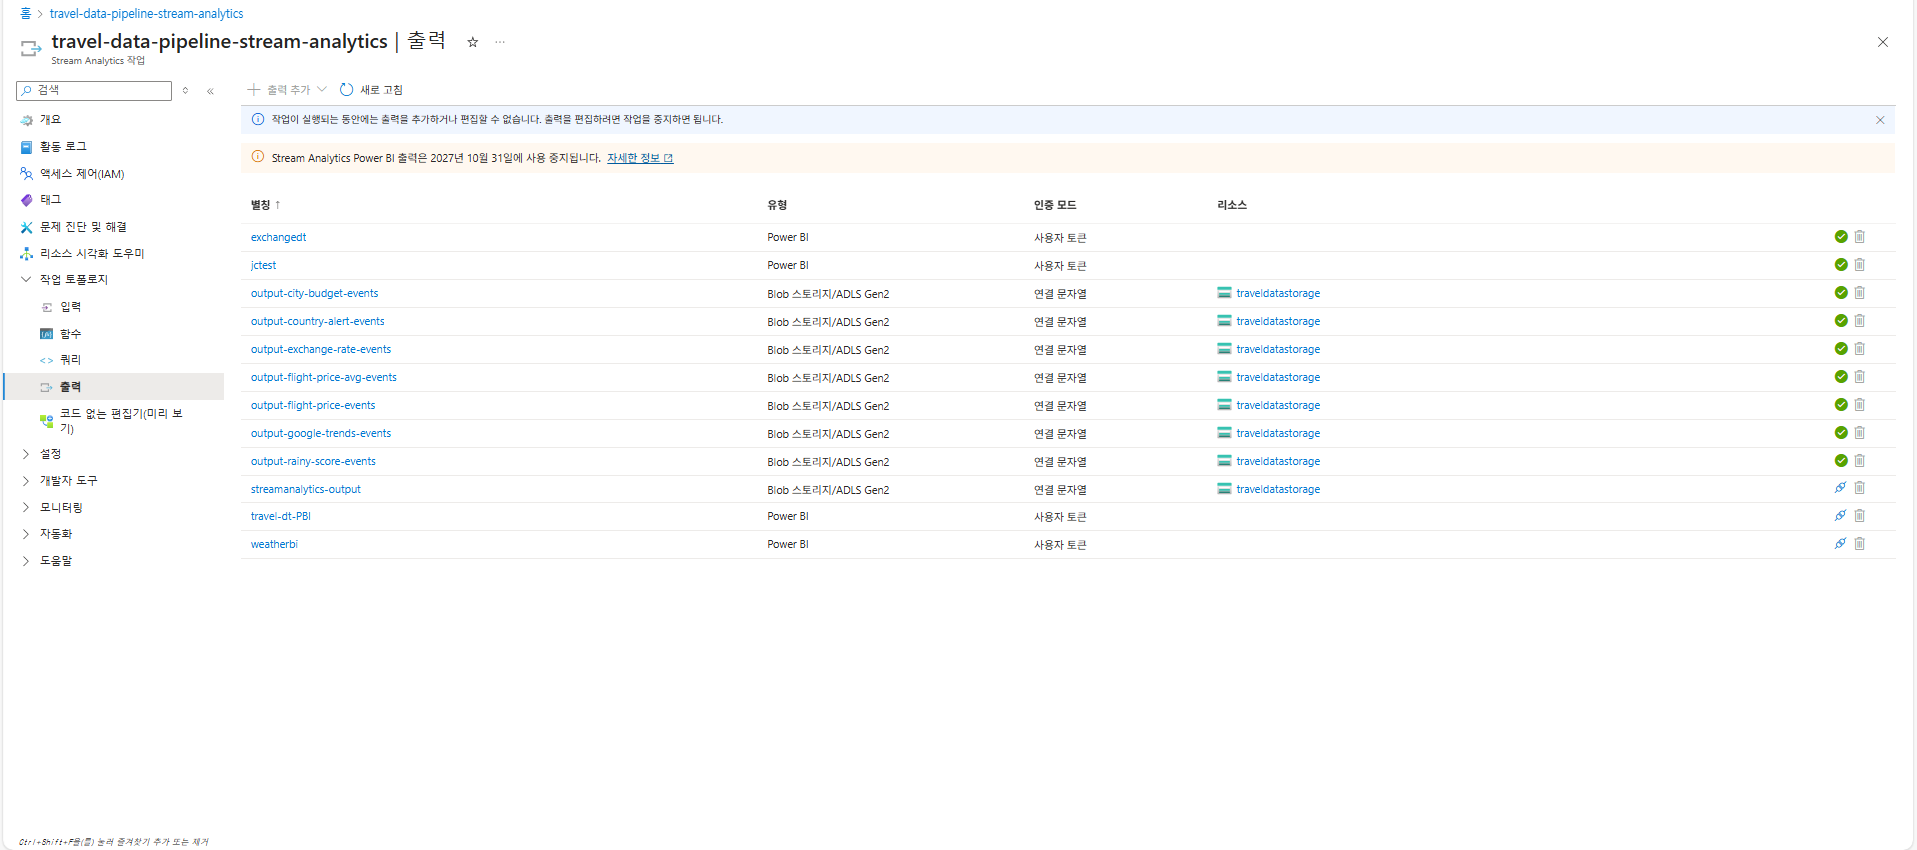 홈 > travel-data-pipeline-stream-analytics
travel-data-pipeline-stream-analytics | 출력 ☆ ...
Stream Analytics 작업
검색
개요
활동 로그
액세스 제어(IAM)
태그
문제 진단 및 해결
리소스 시각화 도우미
작업 토폴로지
입력
함수
쿼리
출력
코드 없는 편집기(미리 보
기)
설정
개발자 도구
모니터링
자동화
도움말
Ctrl+Shift+F을(를) 눌러 즐겨찾기 추가 또는 제거
출력 추가 새로 고침
작업이 실행되는 동안에는 출력을 추가하거나 편집할 수 없습니다. 출력을 편집하려면 작업을 중지하면 됩니다.
Stream Analytics Power BI 출력은 2027년 10월 31일에 사용 중지됩니다. 자세한 정보
별칭 ↑ 유형 인증 모드 리소스
exchangedt Power BI 사용자 토큰
jctest Power BI 사용자 토큰
output-city-budget-events Blob 스토리지/ADLS Gen2 연결 문자열 traveldatastorage
output-country-alert-events Blob 스토리지/ADLS Gen2 연결 문자열 traveldatastorage
output-exchange-rate-events Blob 스토리지/ADLS Gen2 연결 문자열 traveldatastorage
output-flight-price-avg-events Blob 스토리지/ADLS Gen2 연결 문자열 traveldatastorage
output-flight-price-events Blob 스토리지/ADLS Gen2 연결 문자열 traveldatastorage
output-google-trends-events Blob 스토리지/ADLS Gen2 연결 문자열 traveldatastorage
output-rainy-score-events Blob 스토리지/ADLS Gen2 연결 문자열 traveldatastorage
streamanalytics-output Blob 스토리지/ADLS Gen2 연결 문자열 traveldatastorage
travel-dt-PBI Power BI 사용자 토큰
weatherbi Power BI 사용자 토큰